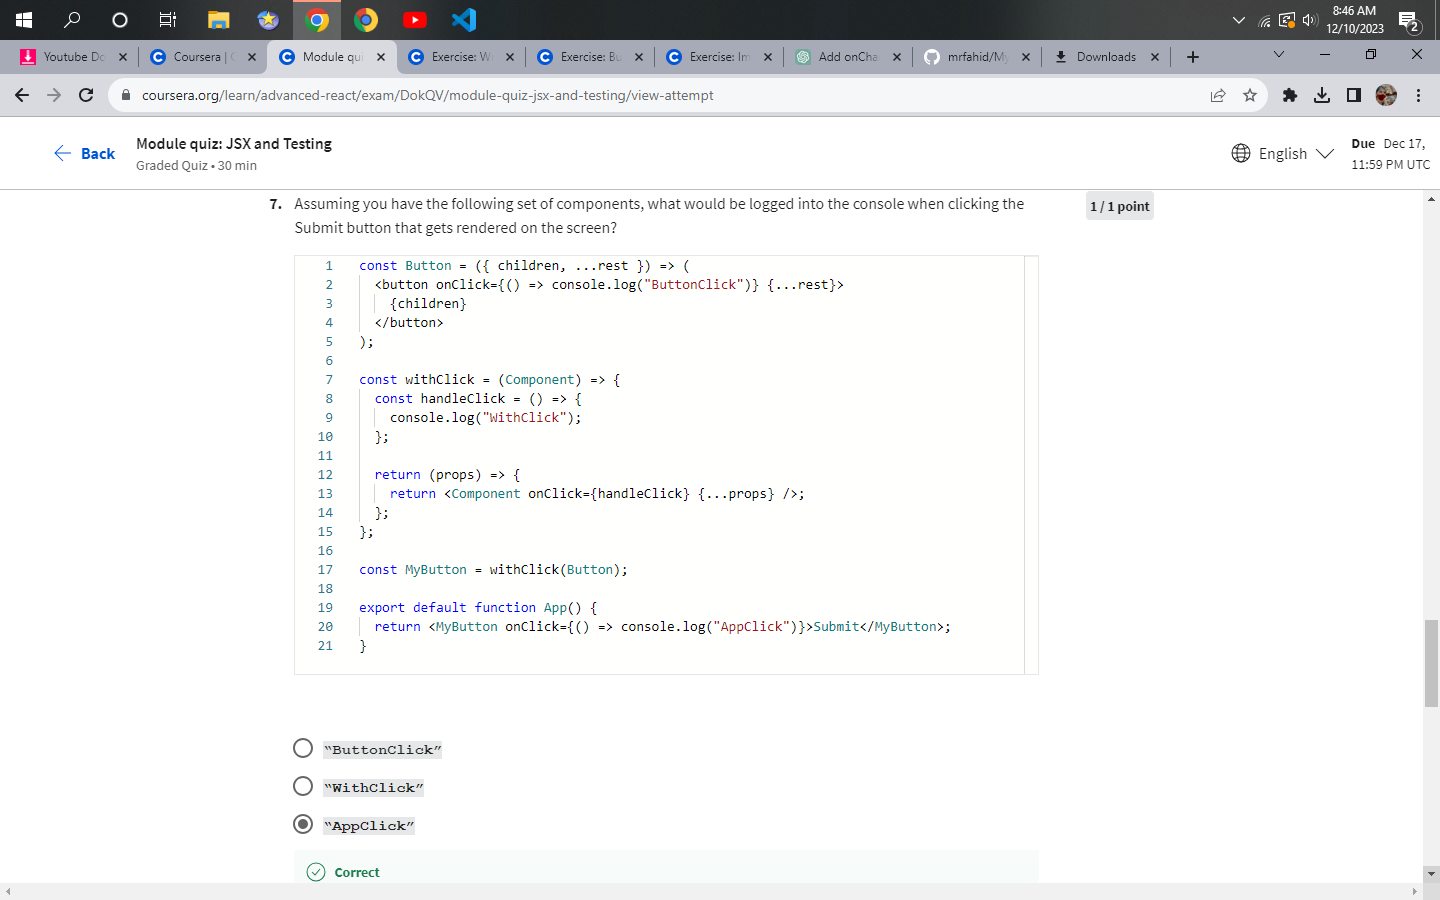 8:46 AM
12/10/2023
2
Youtube Do
Coursera |
Module qui
Exercise: W
Exercise: Bu
Exercise: Im
Add onCha
mrfahid/My
Downloads
coursera.org/learn/advanced-react/exam/DokQV/module-quiz-jsx-and-testing/view-attempt
Back
Module quiz: JSX and Testing
Graded Quiz • 30 min
English
Due Dec 17,
11:59 PM UTC
7. Assuming you have the following set of components, what would be logged into the console when clicking the
Submit button that gets rendered on the screen?
1 / 1 point
1 const Button = ({ children, ...rest }) => (
2 <button onClick={() => console.log("ButtonClick")} {...rest}>
3 {children}
4 </button>
5 );
6
7 const withClick = (Component) => {
8 const handleClick = () => {
9 console.log("WithClick");
10 };
11
12 return (props) => {
13 return <Component onClick={handleClick} {...props} />;
14 };
15 };
16
17 const MyButton = withClick(Button);
18
19 export default function App() {
20 return <MyButton onClick={() => console.log("AppClick")}>Submit</MyButton>;
21 }
“ButtonClick”
“WithClick”
“AppClick”
Correct